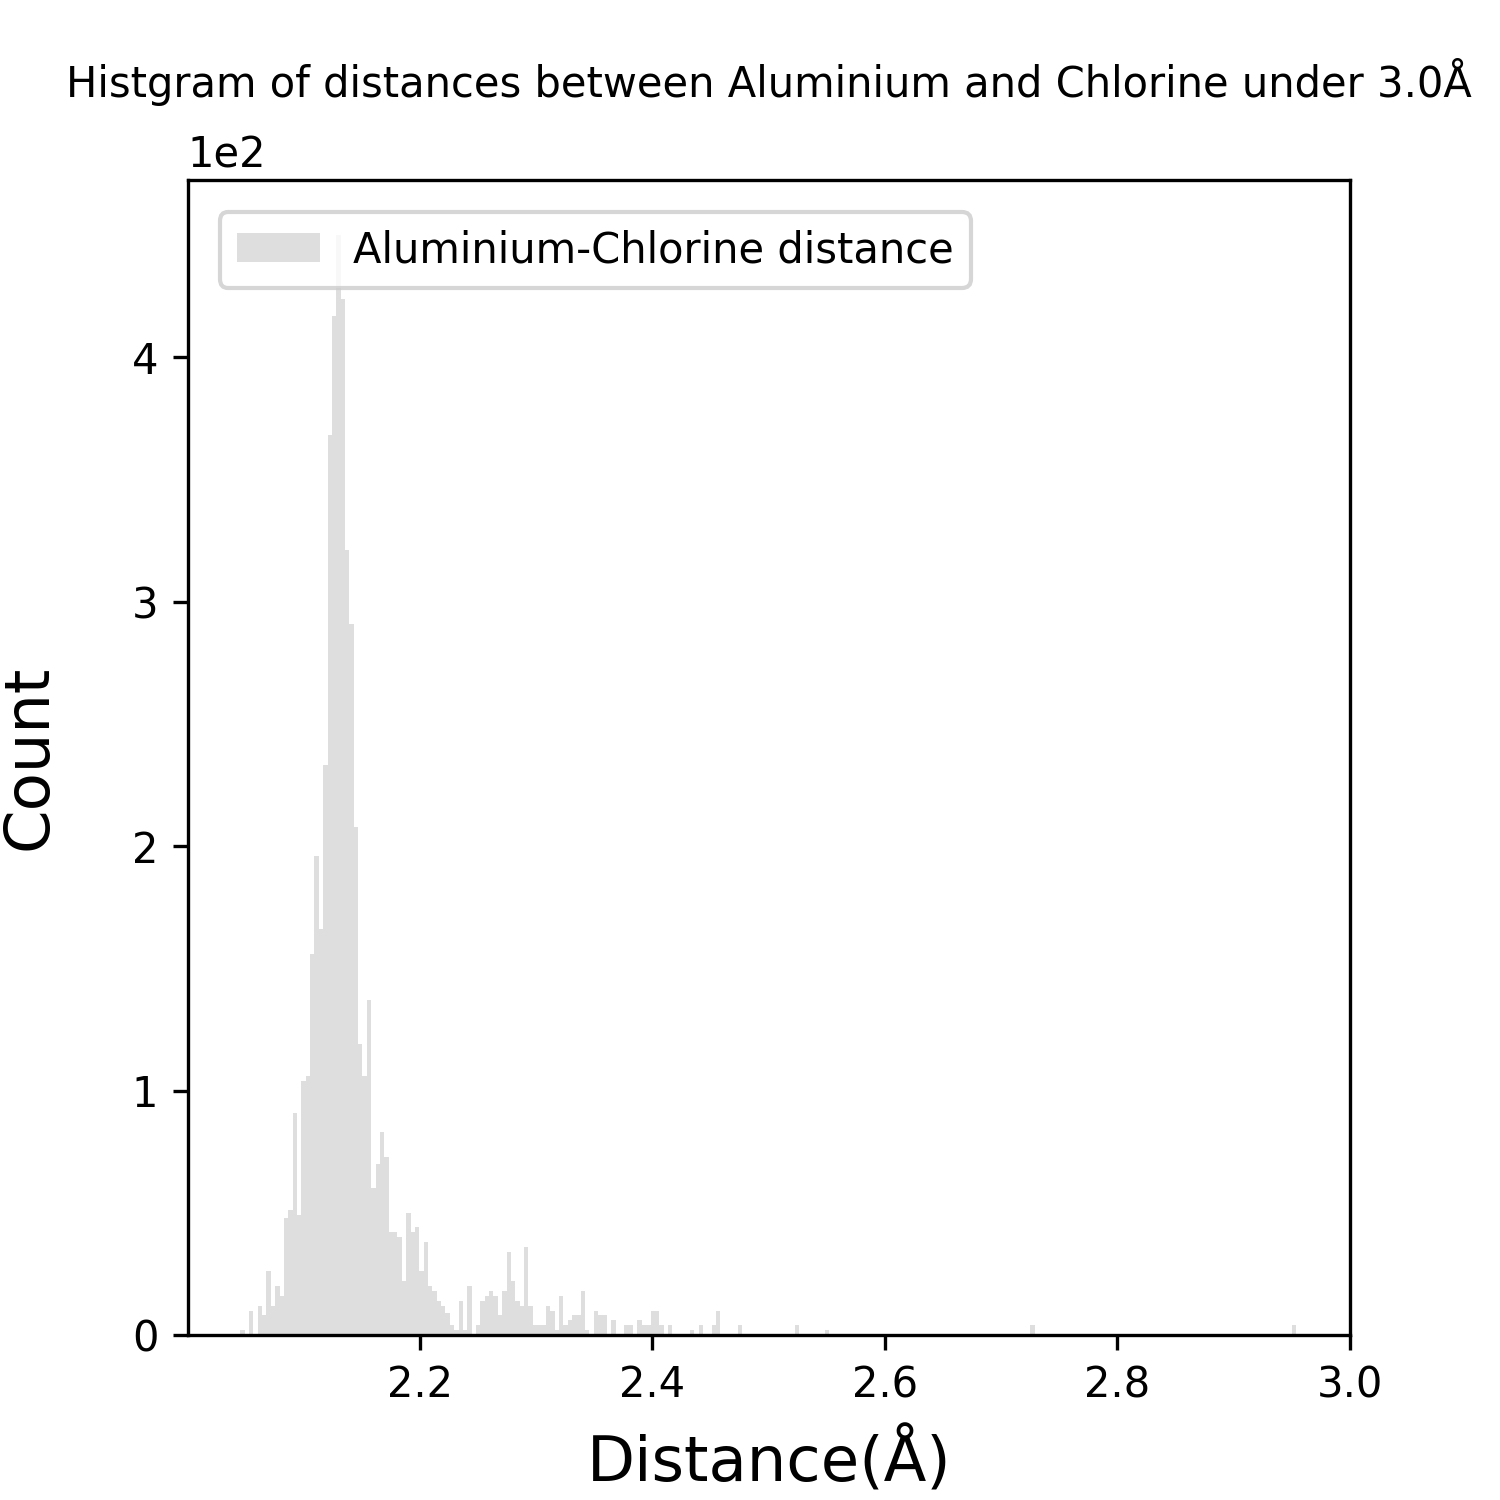 Histgram of distances between Aluminium and Chlorine under 3.0Å
1e2
Aluminium-Chlorine distance
4
3
2
1
0
Count
2.2 2.4 2.6 2.8 3.0
Distance(Å)